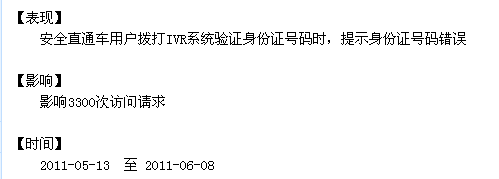 【表现】
安全直通车用户拨打IVR系统验证身份证号码时，提示身份证号码错误
【影响】
影响3300次访问请求
【时间】
2011-05-13 至 2011-06-08